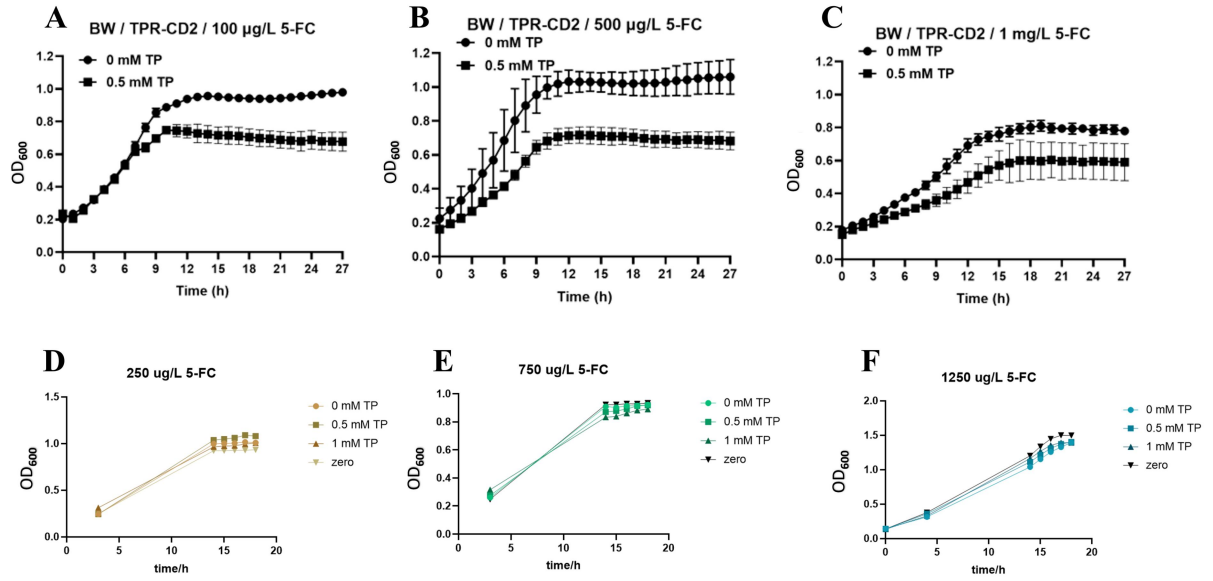 A
BW / TPR-CD2 / 100 µg/L 5-FC
0 mM TP
0.5 mM TP
1.2
1.0
0.8
0.6
0.4
0.2
0.0
OD600
0 3 6 9 12 15 18 21 24 27
Time (h)
B
BW / TPR-CD2 / 500 µg/L 5-FC
0 mM TP
0.5 mM TP
1.2
1.0
0.8
0.6
0.4
0.2
0.0
OD600
0 3 6 9 12 15 18 21 24 27
Time (h)
C
BW / TPR-CD2 / 1 mg/L 5-FC
0 mM TP
0.5 mM TP
1.2
1.0
0.8
0.6
0.4
0.2
0.0
OD600
0 3 6 9 12 15 18 21 24 27
Time (h)
D
250 ug/L 5-FC
1.5
1.0
0.5
0.0
OD600
0 5 10 15 20
time/h
0 mM TP
0.5 mM TP
1 mM TP
zero
E
750 ug/L 5-FC
1.0
0.8
0.6
0.4
0.2
0.0
OD600
0 5 10 15 20
time/h
0 mM TP
0.5 mM TP
1 mM TP
zero
F
1250 ug/L 5-FC
2.0
1.5
1.0
0.5
0.0
OD600
0 5 10 15 20
time/h
0 mM TP
0.5 mM TP
1 mM TP
zero